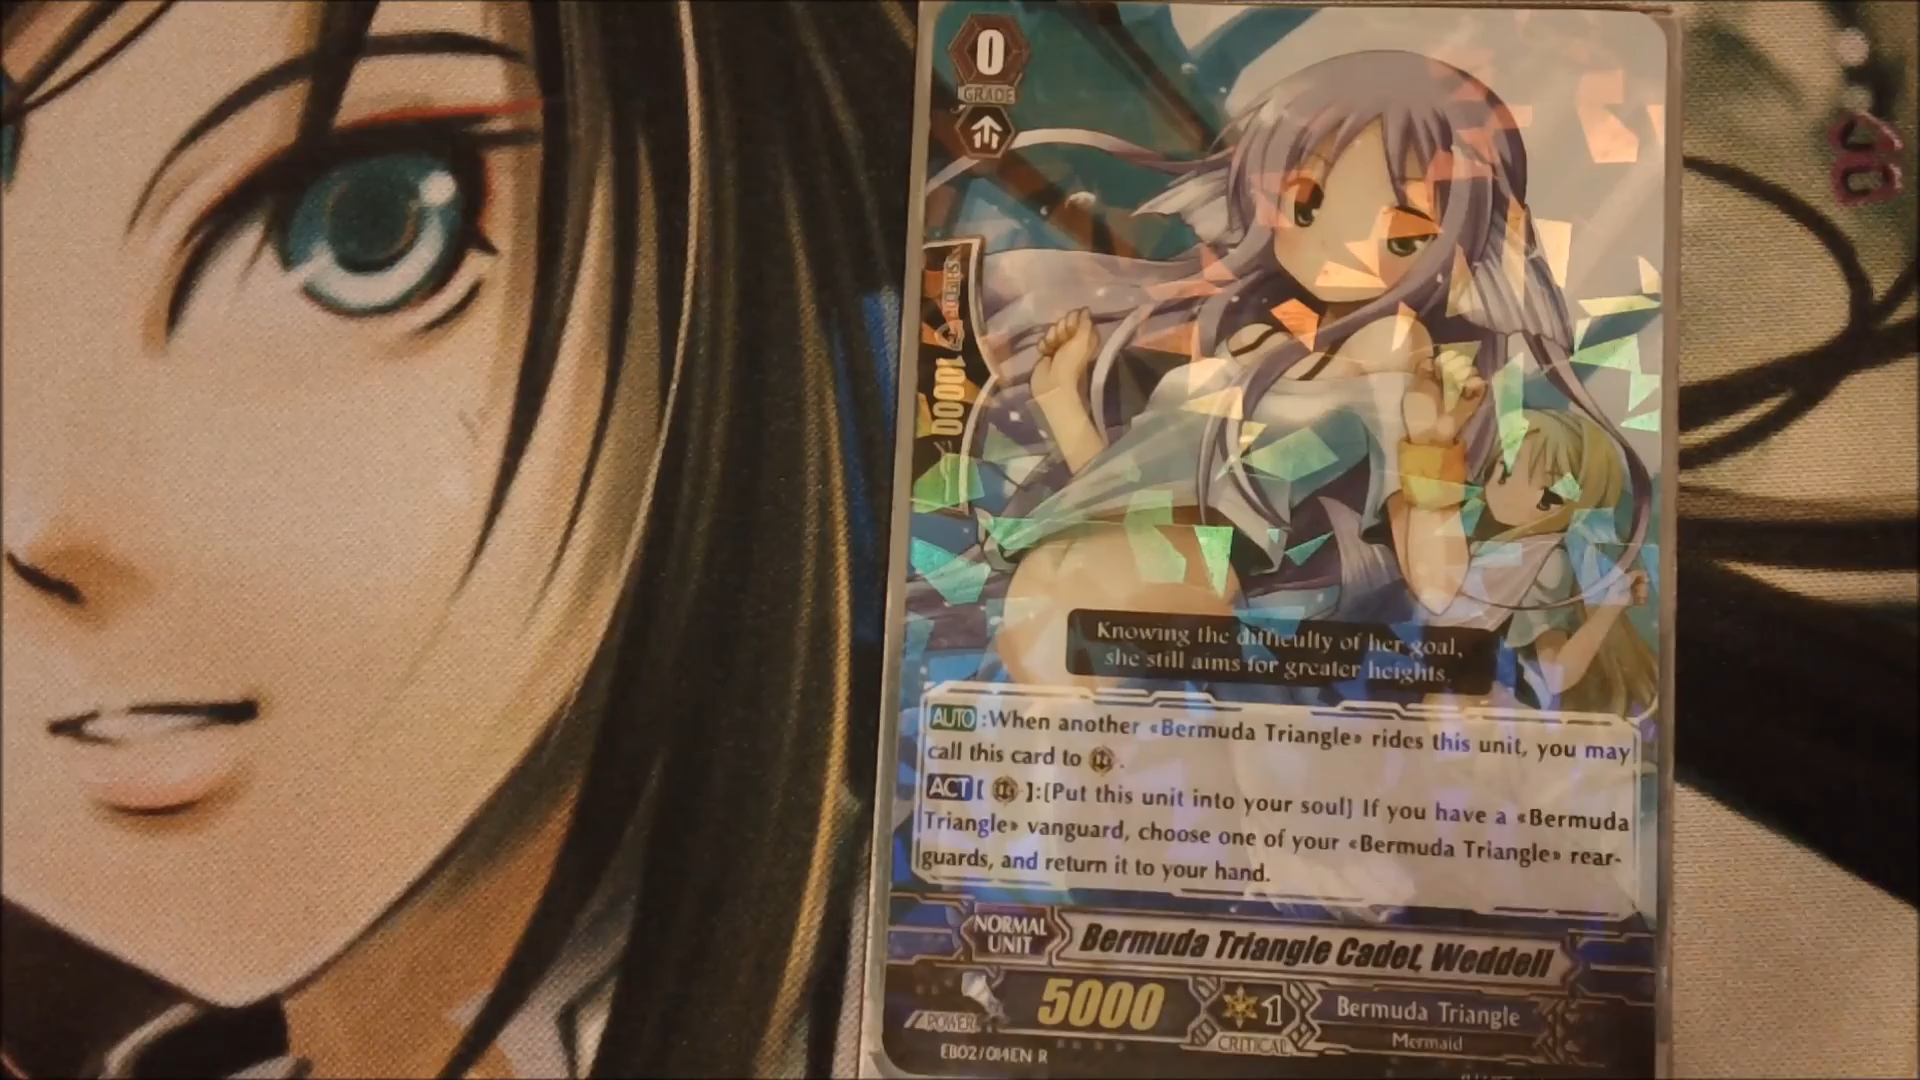 0
GRADE
SHIELD
10000
Knowing the difficulty of her goal,
she still aims for greater heights.
AUTO :When another «Bermuda Triangle» rides this unit, you may
call this card to .
ACT [ ]:[Put this unit into your soul] If you have a «Bermuda
Triangle» vanguard, choose one of your «Bermuda Triangle» rear-
guards, and return it to your hand.
NORMAL
UNIT
Bermuda Triangle Cadet, Weddell
POWER
5000
1
CRITICAL
Bermuda Triangle
Mermaid
EB02/014EN R